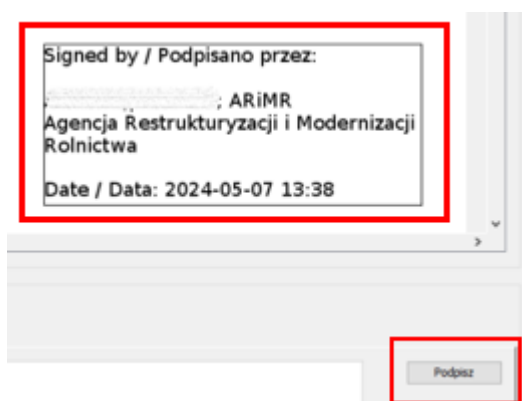 Signed by / Podpisano przez:
; ARiMR
Agencja Restrukturyzacji i Modernizacji
Rolnictwa
Date / Data: 2024-05-07 13:38
Podpisz